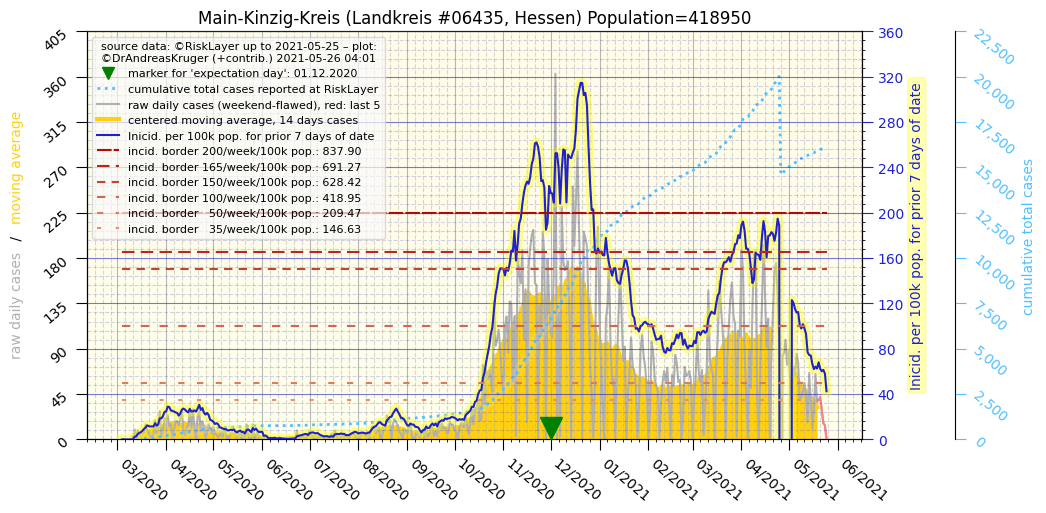 Main-Kinzig-Kreis (Landkreis #06435, Hessen) Population=418950
source data: ©RiskLayer up to 2021-05-25 – plot:
©DrAndreasKruger (+contrib.) 2021-05-26 04:01
marker for 'expectation day': 01.12.2020
cumulative total cases reported at RiskLayer
raw daily cases (weekend-flawed), red: last 5
centered moving average, 14 days cases
Inicid. per 100k pop. for prior 7 days of date
incid. border 200/week/100k pop.: 837.90
incid. border 165/week/100k pop.: 691.27
incid. border 150/week/100k pop.: 628.42
incid. border 100/week/100k pop.: 418.95
incid. border   50/week/100k pop.: 209.47
incid. border   35/week/100k pop.: 146.63
raw daily cases / moving average
405
360
315
270
225
180
135
90
45
0
03/2020
04/2020
05/2020
06/2020
07/2020
08/2020
09/2020
10/2020
11/2020
12/2020
01/2021
02/2021
03/2021
04/2021
05/2021
06/2021
360
320
280
240
200
160
120
80
40
0
Inicid. per 100k pop. for prior 7 days of date
22,500
20,000
17,500
15,000
12,500
10,000
7,500
5,000
2,500
0
cumulative total cases